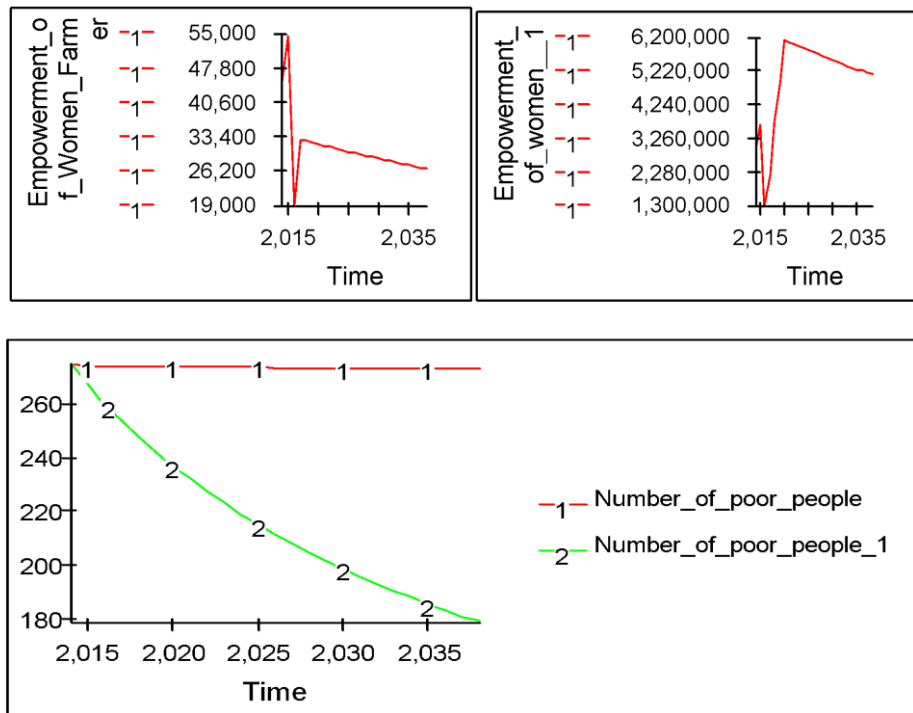 Empowerment_o
f_Women_Farm
er
1 55,000
1 47,800
1 40,600
1 33,400
1 26,200
1 19,000
2,015 2,035
Time
Empowerment_
of_women__1
1 6,200,000
1 5,220,000
1 4,240,000
1 3,260,000
1 2,280,000
1 1,300,000
2,015 2,035
Time
260
240
220
200
180
1 1 1 1 1
2 2 2 2 2
2,015 2,020 2,025 2,030 2,035
Time
1 Number_of_poor_people
2 Number_of_poor_people_1